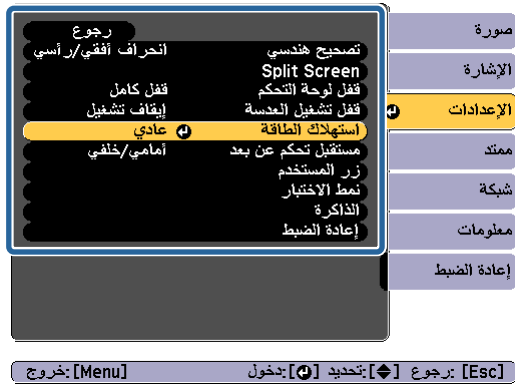 صورة
الإشارة
الإعدادات
ممتد
شبكة
معلومات
إعادة الضبط
رجوع
تصحيح هندسي انحراف أفقي/رأسي
Split Screen
قفل لوحة التحكم قفل كامل
قفل تشغيل العدسة إيقاف تشغيل
استهلاك الطاقة عادي
مستقبل تحكم عن بعد أمامي/خلفي
زر المستخدم
نمط الاختبار
الذاكرة
إعادة الضبط
[Esc] :رجوع [◆]:تحديد [⏎]:دخول [Menu]:خروج